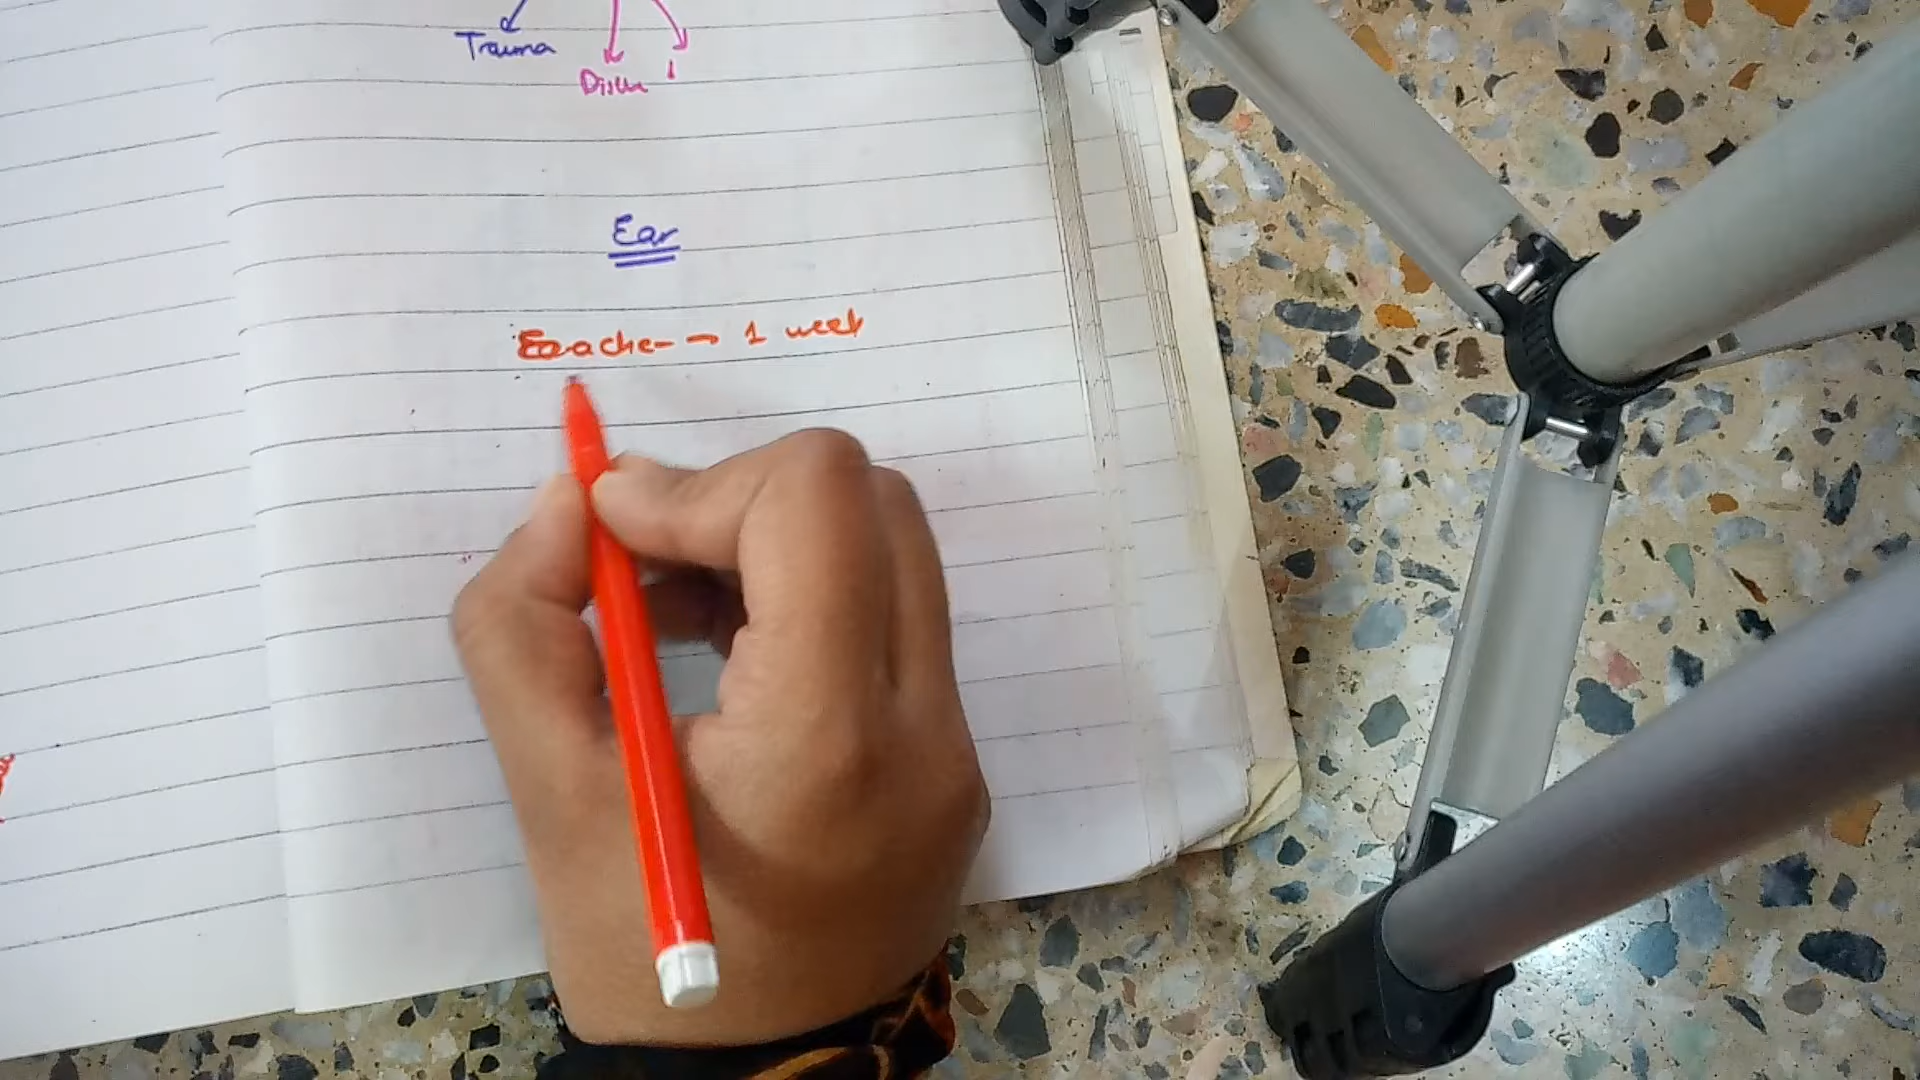 Trauma
Ear
Earache - → 1 week